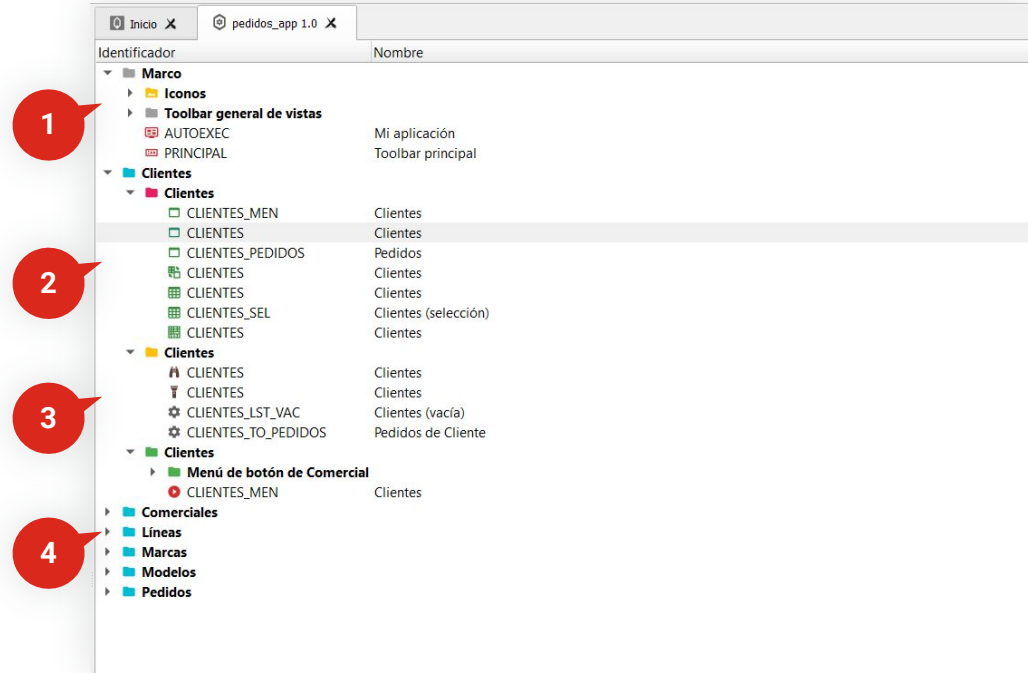 Inicio pedidos_app 1.0
Identificador Nombre
Marco
Iconos
1
Toolbar general de vistas
AUTOEXEC Mi aplicación
PRINCIPAL Toolbar principal
Clientes
Clientes
CLIENTES_MEN Clientes
CLIENTES Clientes
CLIENTES_PEDIDOS Pedidos
2
CLIENTES Clientes
CLIENTES Clientes
CLIENTES_SEL Clientes (selección)
CLIENTES Clientes
Clientes
CLIENTES Clientes
CLIENTES Clientes
3
CLIENTES_LST_VAC Clientes (vacía)
CLIENTES_TO_PEDIDOS Pedidos de Cliente
Clientes
Menú de botón de Comercial
CLIENTES_MEN Clientes
Comerciales
Líneas
4
Marcas
Modelos
Pedidos